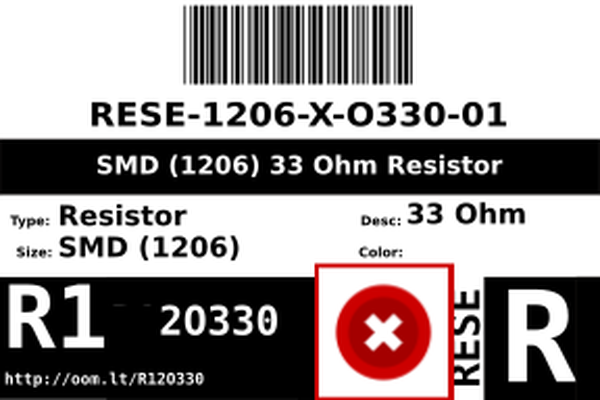 RESE-1206-X-O330-01
SMD (1206) 33 Ohm Resistor
Type: Resistor
Desc: 33 Ohm
Size: SMD (1206)
Color:
R1 20330
http://oom.lt/R120330
RESE
R